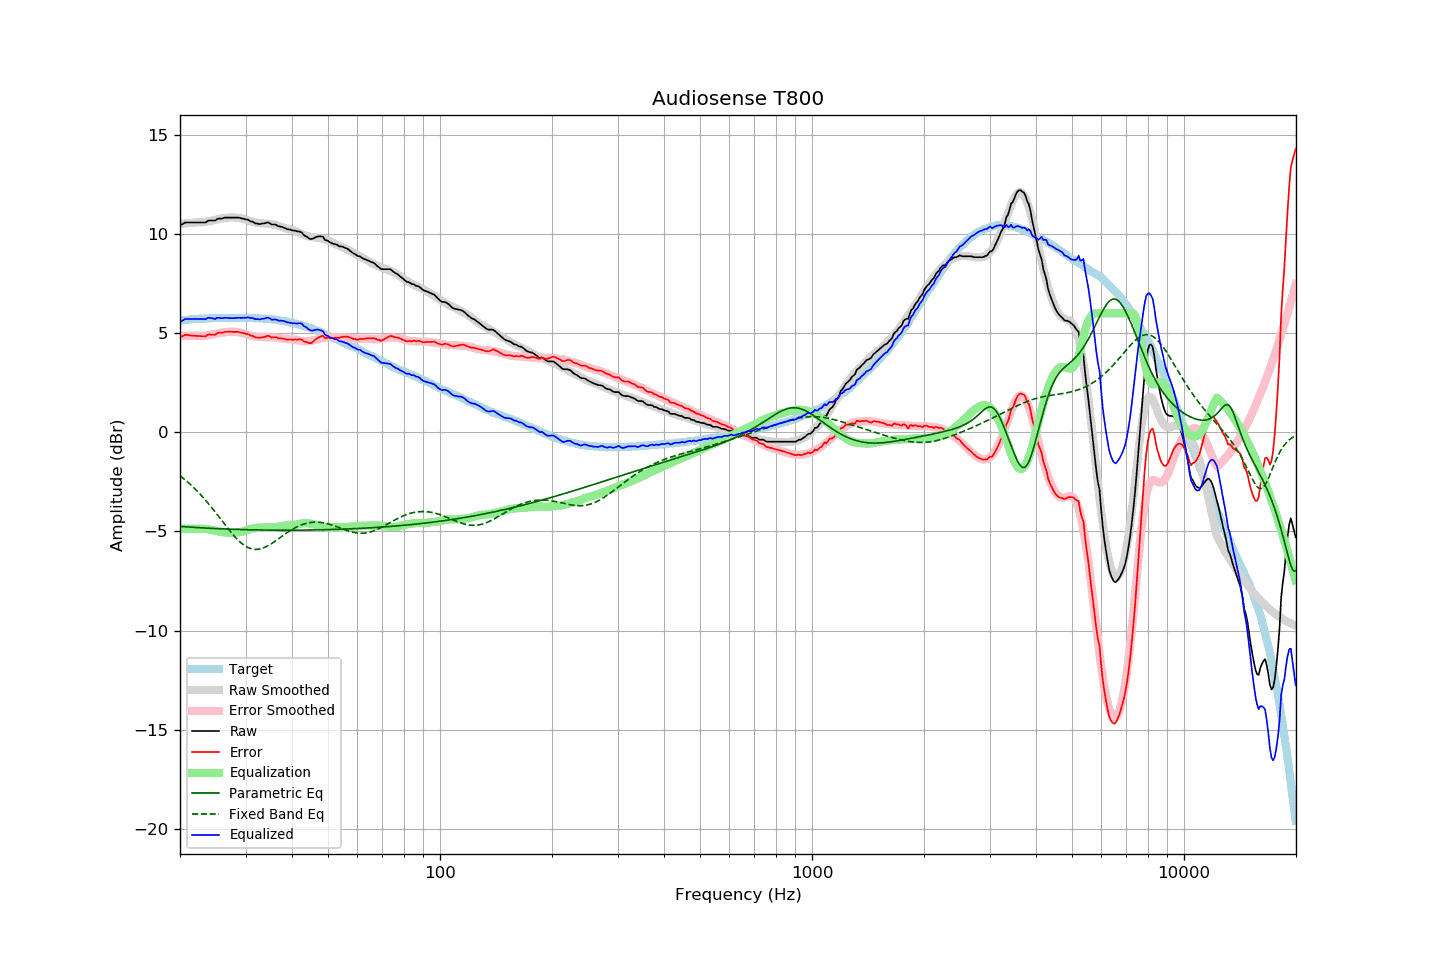 Audiosense T800
15
10
5
0
−5
−10
−15
−20
Amplitude (dBr)
Target
Raw Smoothed
Error Smoothed
Raw
Error
Equalization
Parametric Eq
Fixed Band Eq
Equalized
100
1000
10000
Frequency (Hz)